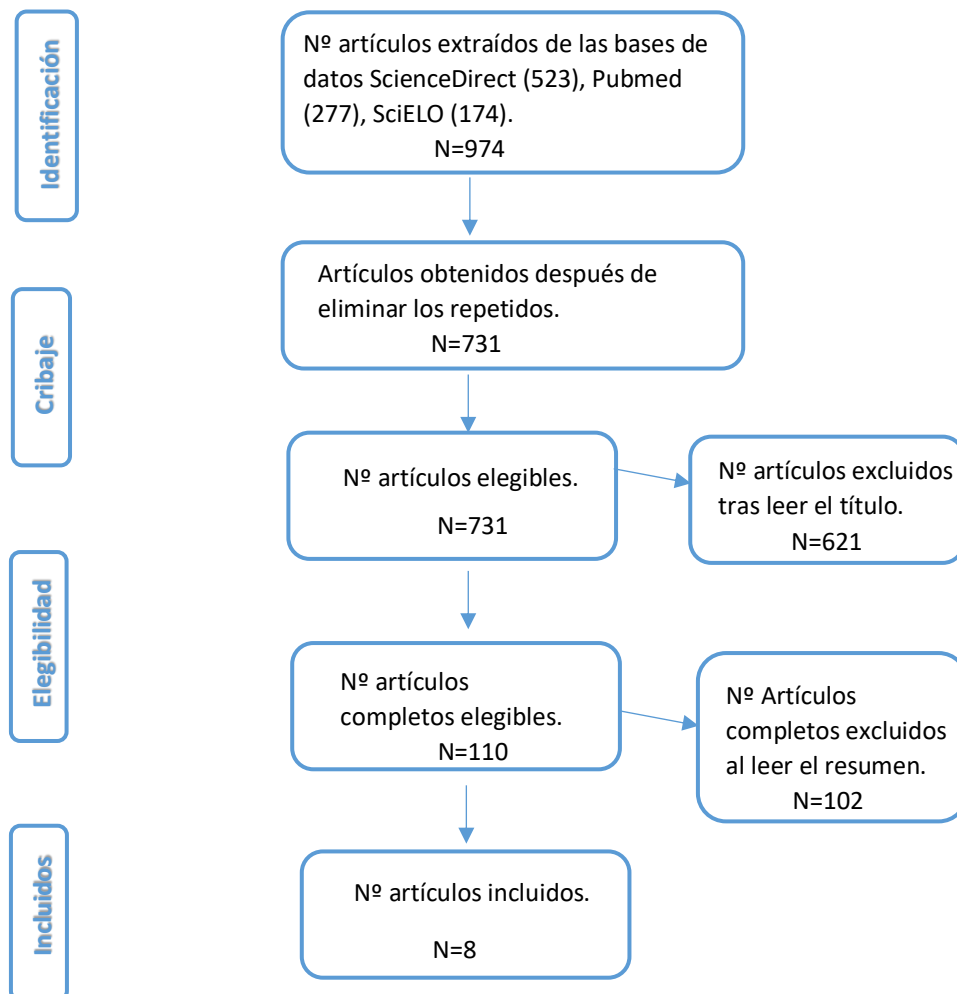 Identificación
Nº artículos extraídos de las bases de
datos ScienceDirect (523), Pubmed
(277), SciELO (174).
N=974
Cribaje
Artículos obtenidos después de
eliminar los repetidos.
N=731
Nº artículos elegibles.
N=731
Nº artículos excluidos
tras leer el título.
N=621
Elegibilidad
Nº artículos
completos elegibles.
N=110
Nº Artículos
completos excluidos
al leer el resumen.
N=102
Incluidos
Nº artículos incluidos.
N=8